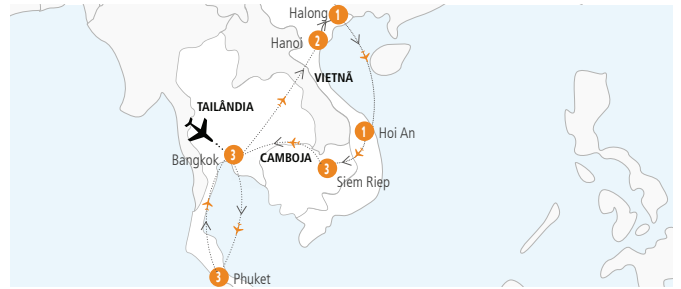 Halong 1
Hanoi 2
VIETNÃ
TAILÂNDIA
1 Hoi An
Bangkok 3
CAMBOJA
3
Siem Riep
3 Phuket